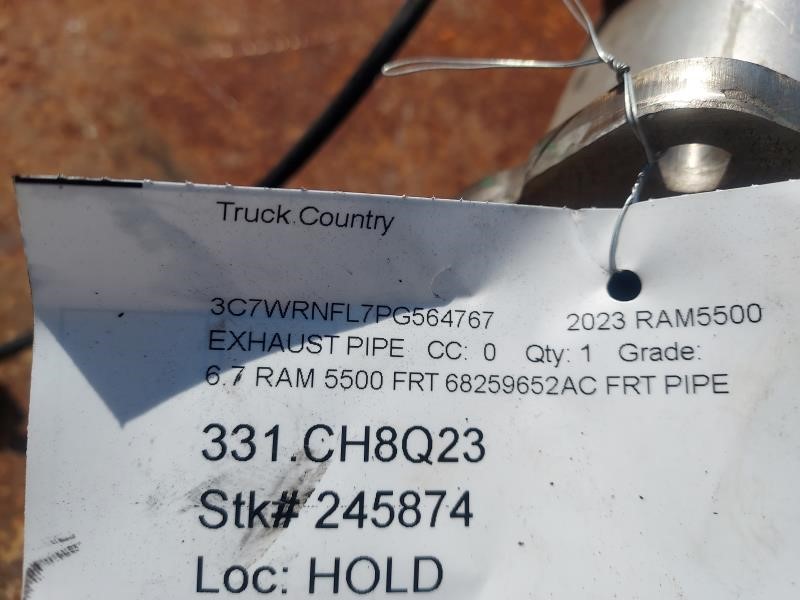 Truck.Country
3C7WRNFL7PG564767 2023 RAM5500
EXHAUST PIPE CC: 0 Qty: 1 Grade:
6.7 RAM 5500 FRT 68259652AC FRT PIPE
331.CH8Q23
Stk# 245874
Loc: HOLD